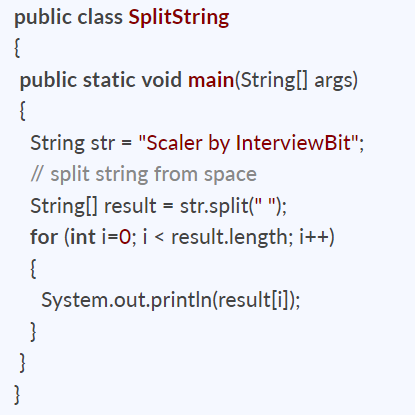 public class SplitString
{
public static void main(String[] args)
{
String str = "Scaler by InterviewBit";
// split string from space
String[] result = str.split(" ");
for (int i=0; i < result.length; i++)
{
System.out.println(result[i]);
}
}
}